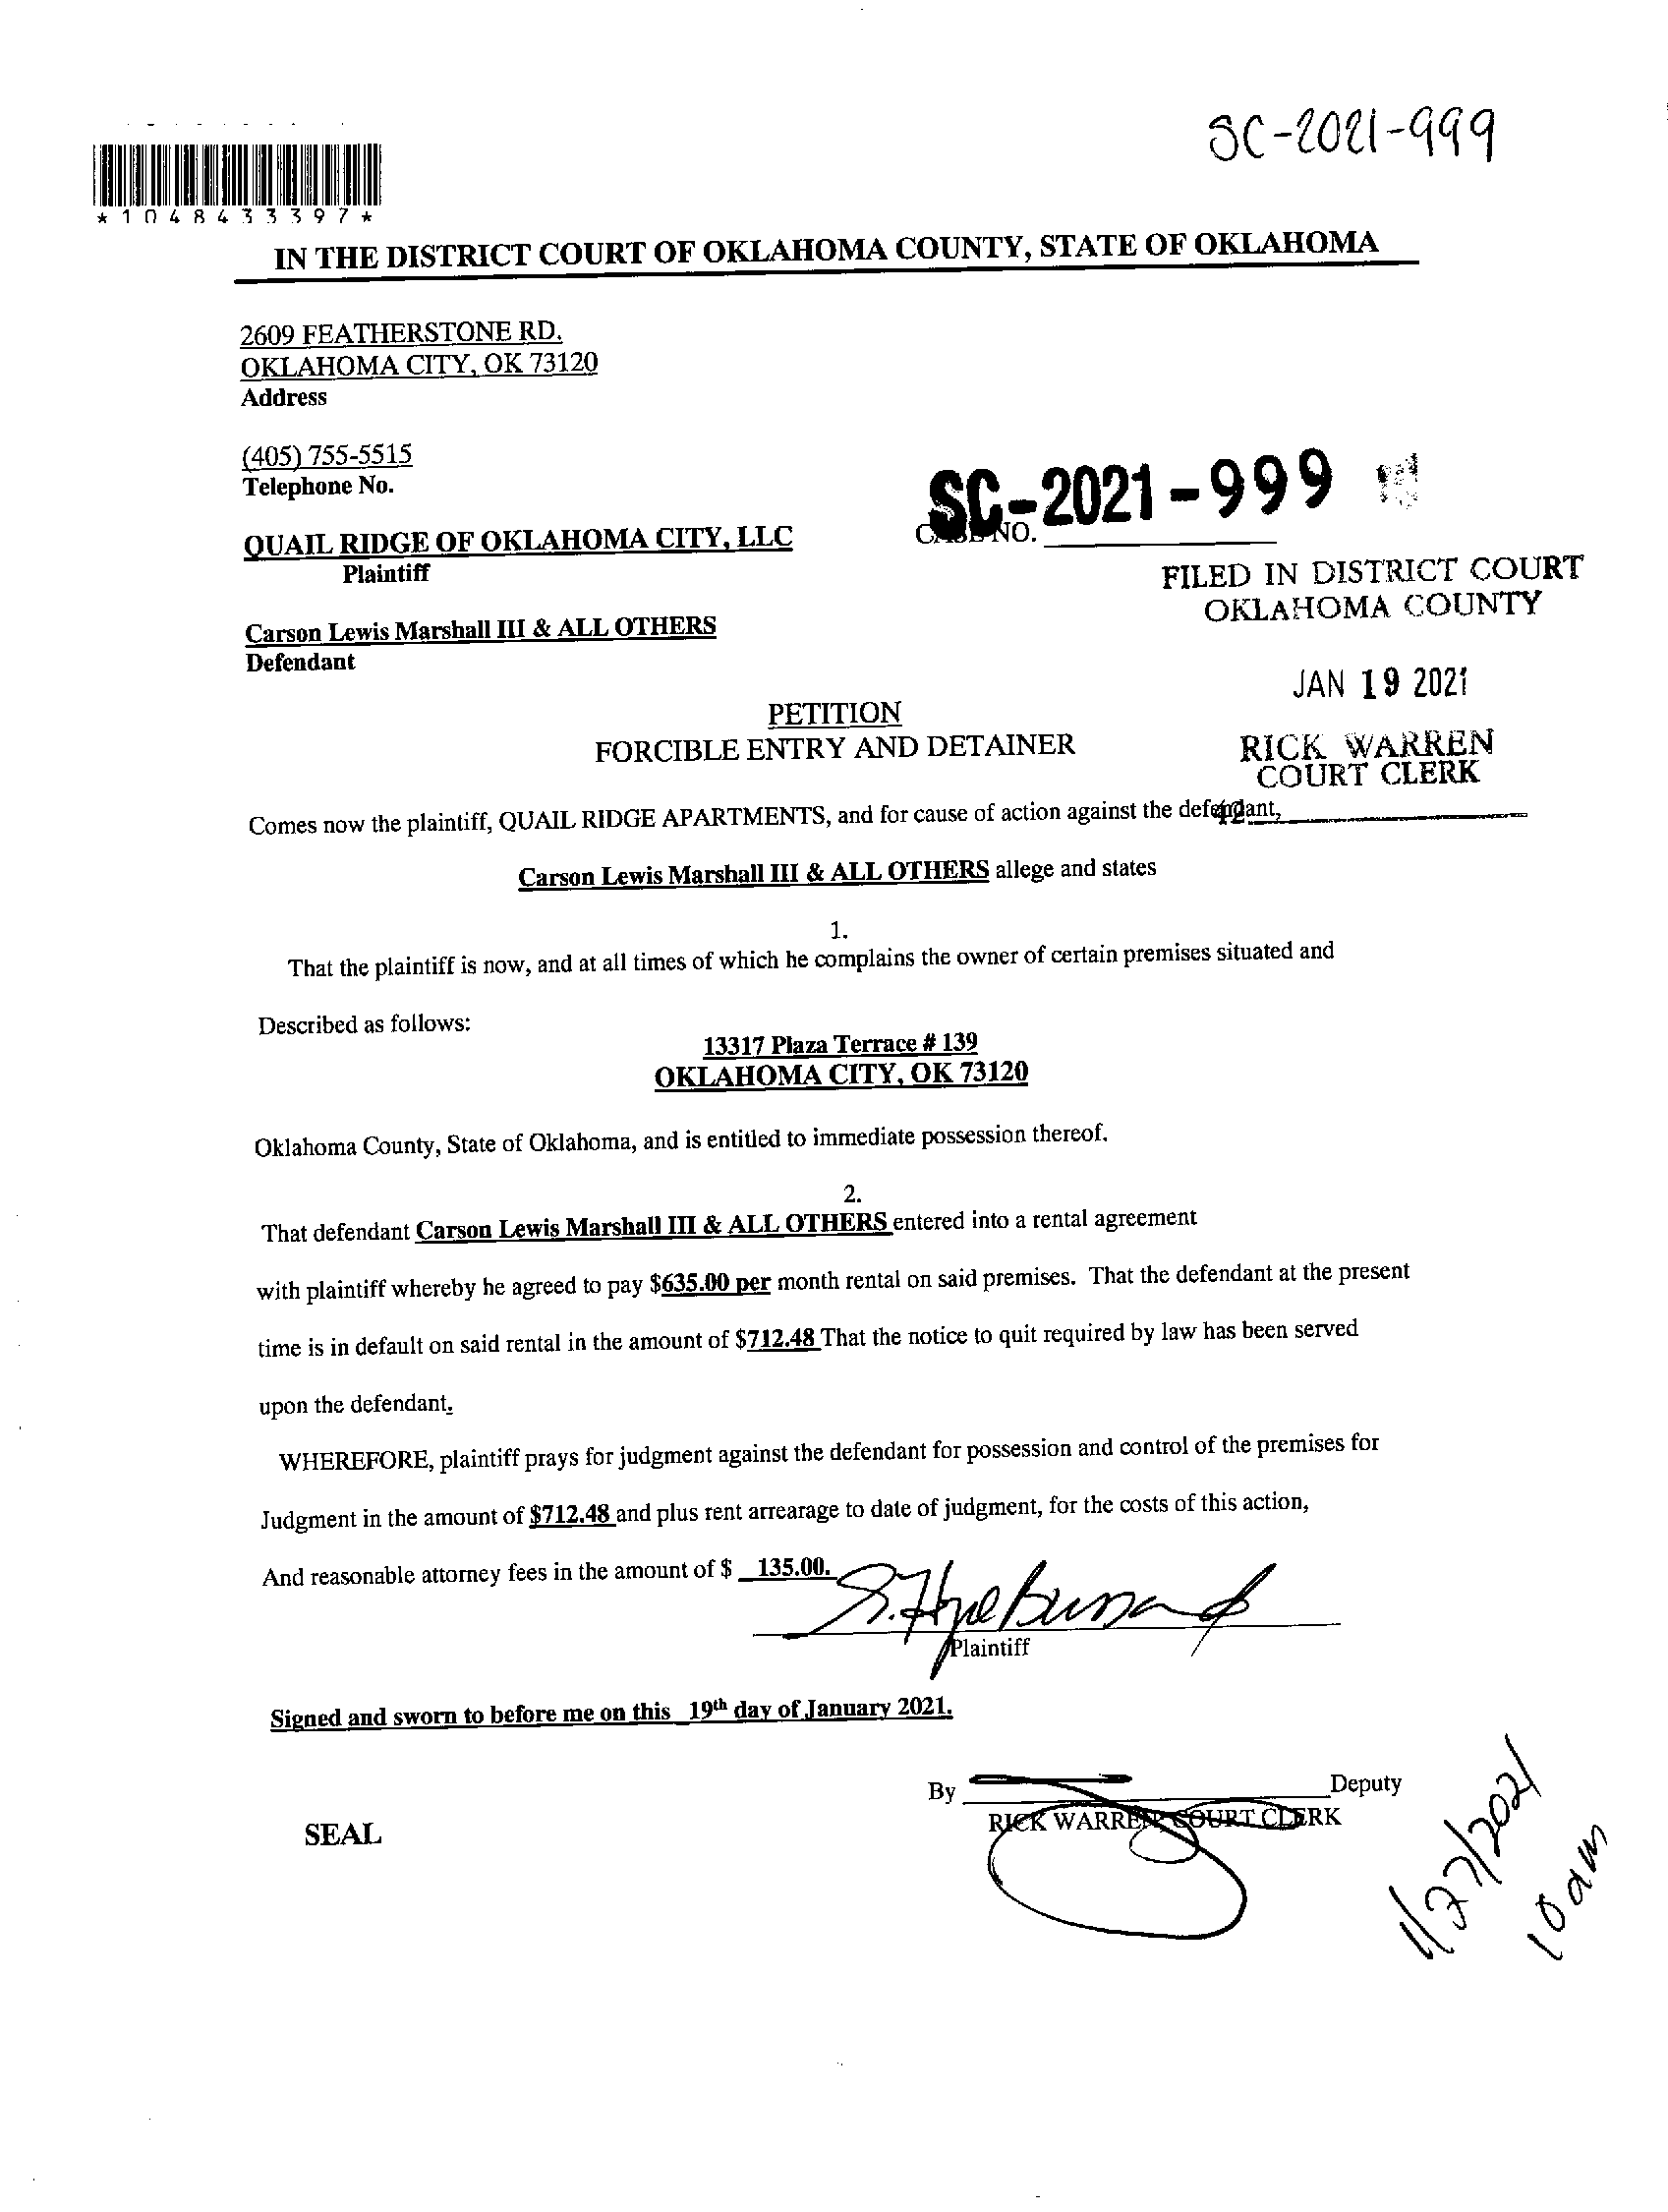 SC-2021-999
*1048433397*
IN THE DISTRICT COURT OF OKLAHOMA COUNTY, STATE OF OKLAHOMA
2609 FEATHERSTONE RD.
OKLAHOMA CITY, OK 73120
Address
(405) 755-5515
Telephone No.
SC-2021-999
CASE NO.
QUAIL RIDGE OF OKLAHOMA CITY, LLC
Plaintiff
FILED IN DISTRICT COURT
OKLAHOMA COUNTY
Carson Lewis Marshall III & ALL OTHERS
Defendant
JAN 19 2021
PETITION
FORCIBLE ENTRY AND DETAINER
RICK WARREN
COURT CLERK
Comes now the plaintiff, QUAIL RIDGE APARTMENTS, and for cause of action against the defendant,
Carson Lewis Marshall III & ALL OTHERS allege and states
1.
That the plaintiff is now, and at all times of which he complains the owner of certain premises situated and
Described as follows:
13317 Plaza Terrace # 139
OKLAHOMA CITY, OK 73120
Oklahoma County, State of Oklahoma, and is entitled to immediate possession thereof.
2.
That defendant Carson Lewis Marshall III & ALL OTHERS entered into a rental agreement
with plaintiff whereby he agreed to pay $635.00 per month rental on said premises. That the defendant at the present
time is in default on said rental in the amount of $712.48 That the notice to quit required by law has been served
upon the defendant.
WHEREFORE, plaintiff prays for judgment against the defendant for possession and control of the premises for
Judgment in the amount of $712.48 and plus rent arrearage to date of judgment, for the costs of this action,
And reasonable attorney fees in the amount of $ 135.00.
Plaintiff
Signed and sworn to before me on this 19th day of January 2021.
By Deputy
RICK WARREN, COURT CLERK
SEAL
1/27/2021
10 am